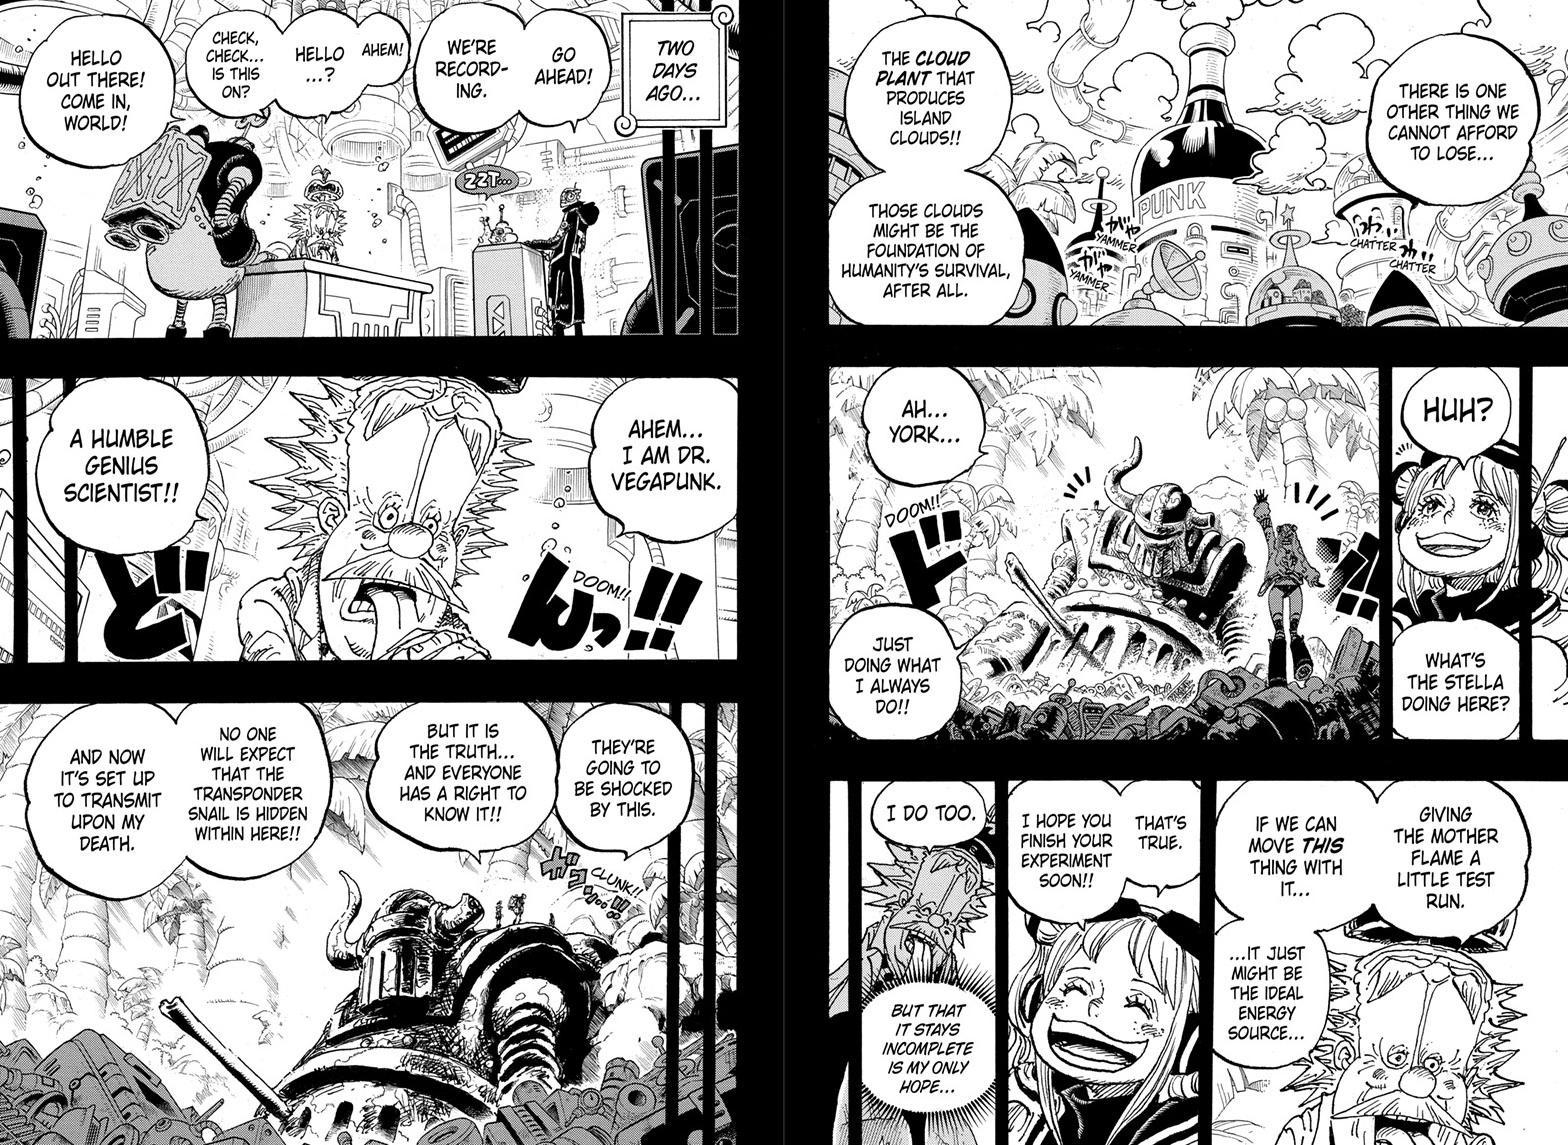 THERE IS ONE
OTHER THING WE
CANNOT AFFORD
TO LOSE...
THE CLOUD
PLANT THAT
PRODUCES
ISLAND
CLOUDS!!
THOSE CLOUDS
MIGHT BE THE
FOUNDATION OF
HUMANITY'S SURVIVAL,
AFTER ALL.
PUNK
ガヤ
YAMMER
ガヤ
YAMMER
CHATTER
CHATTER
HUH?
WHAT'S
THE STELLA
DOING HERE?
AH...
YORK...
DOOM!!
ド
JUST
DOING WHAT
I ALWAYS
DO!!
GIVING
THE MOTHER
FLAME A
LITTLE TEST
RUN.
IF WE CAN
MOVE THIS
THING WITH
IT...
...IT JUST
MIGHT BE
THE IDEAL
ENERGY
SOURCE...
THAT'S
TRUE.
I HOPE YOU
FINISH YOUR
EXPERIMENT
SOON!!
I DO TOO.
BUT THAT
IT STAYS
INCOMPLETE
IS MY ONLY
HOPE...
TWO
DAYS
AGO...
GO
AHEAD!
WE'RE
RECORD-
ING.
ZZT...
AHEM!
HELLO
...?
CHECK,
CHECK...
IS THIS
ON?
HELLO
OUT THERE!
COME IN,
WORLD!
AHEM...
I AM DR.
VEGAPUNK.
A HUMBLE
GENIUS
SCIENTIST!!
どんっ!!
DOOM!!
THEY'RE
GOING TO
BE SHOCKED
BY THIS.
BUT IT IS
THE TRUTH...
AND EVERYONE
HAS A RIGHT TO
KNOW IT!!
CLUNK!!
NO ONE
WILL EXPECT
THAT THE
TRANSPONDER
SNAIL IS HIDDEN
WITHIN HERE!!
AND NOW
IT'S SET UP
TO TRANSMIT
UPON MY
DEATH.